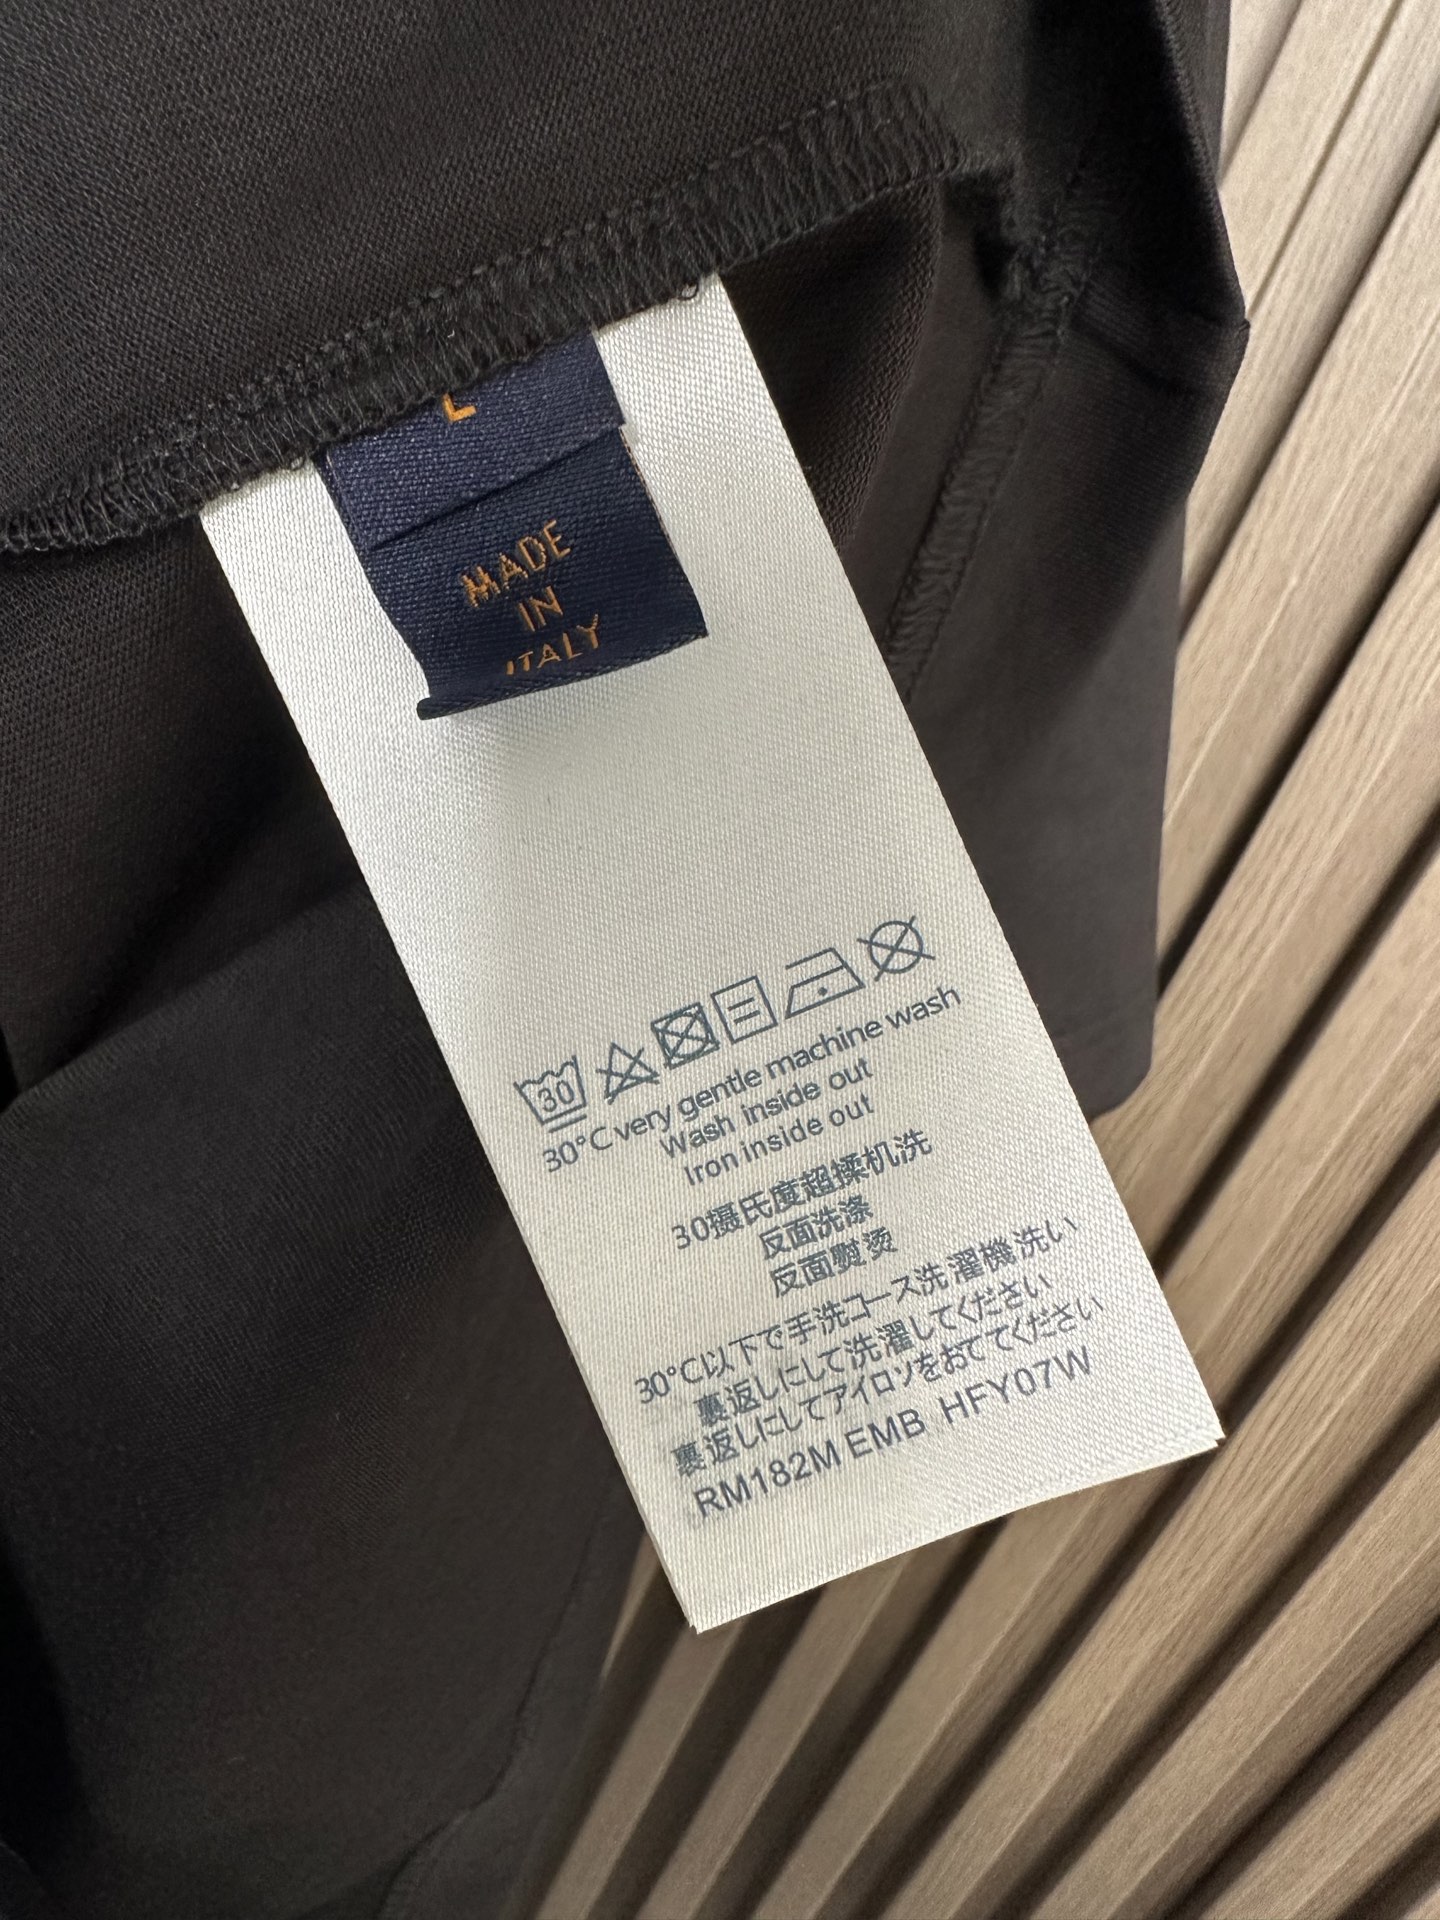 L
MADE
IN
ITALY
30
30°C very gentle machine wash
Wash inside out
Iron inside out
30摄氏度超揉机洗
反面洗涤
反面熨烫
30°C以下で手洗コース洗濯機洗い
裏返しにして洗濯してください
裏返しにしてアイロソをおててください
RM182M EMB HFY07W